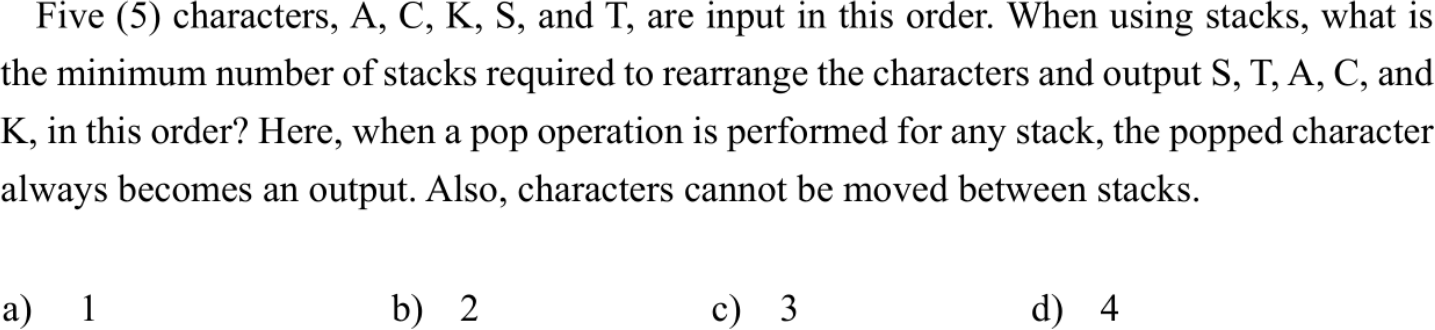 Five (5) characters, A, C, K, S, and T, are input in this order. When using stacks, what is
the minimum number of stacks required to rearrange the characters and output S, T, A, C, and
K, in this order? Here, when a pop operation is performed for any stack, the popped character
always becomes an output. Also, characters cannot be moved between stacks.
a) 1 b) 2 c) 3 d) 4